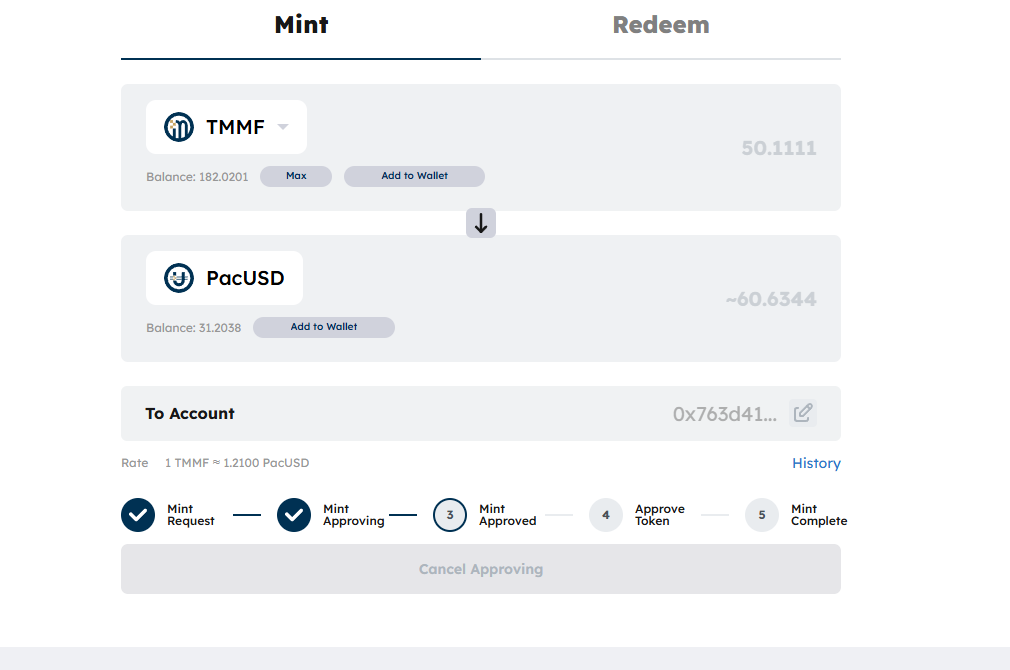 Mint Redeem
TMMF
50.1111
Balance: 182.0201 Max Add to Wallet
PacUSD
~60.6344
Balance: 31.2038 Add to Wallet
To Account 0x763d41...
Rate 1 TMMF ≈ 1.2100 PacUSD History
Mint Request
Mint Approving
3 Mint Approved
4 Approve Token
5 Mint Complete
Cancel Approving